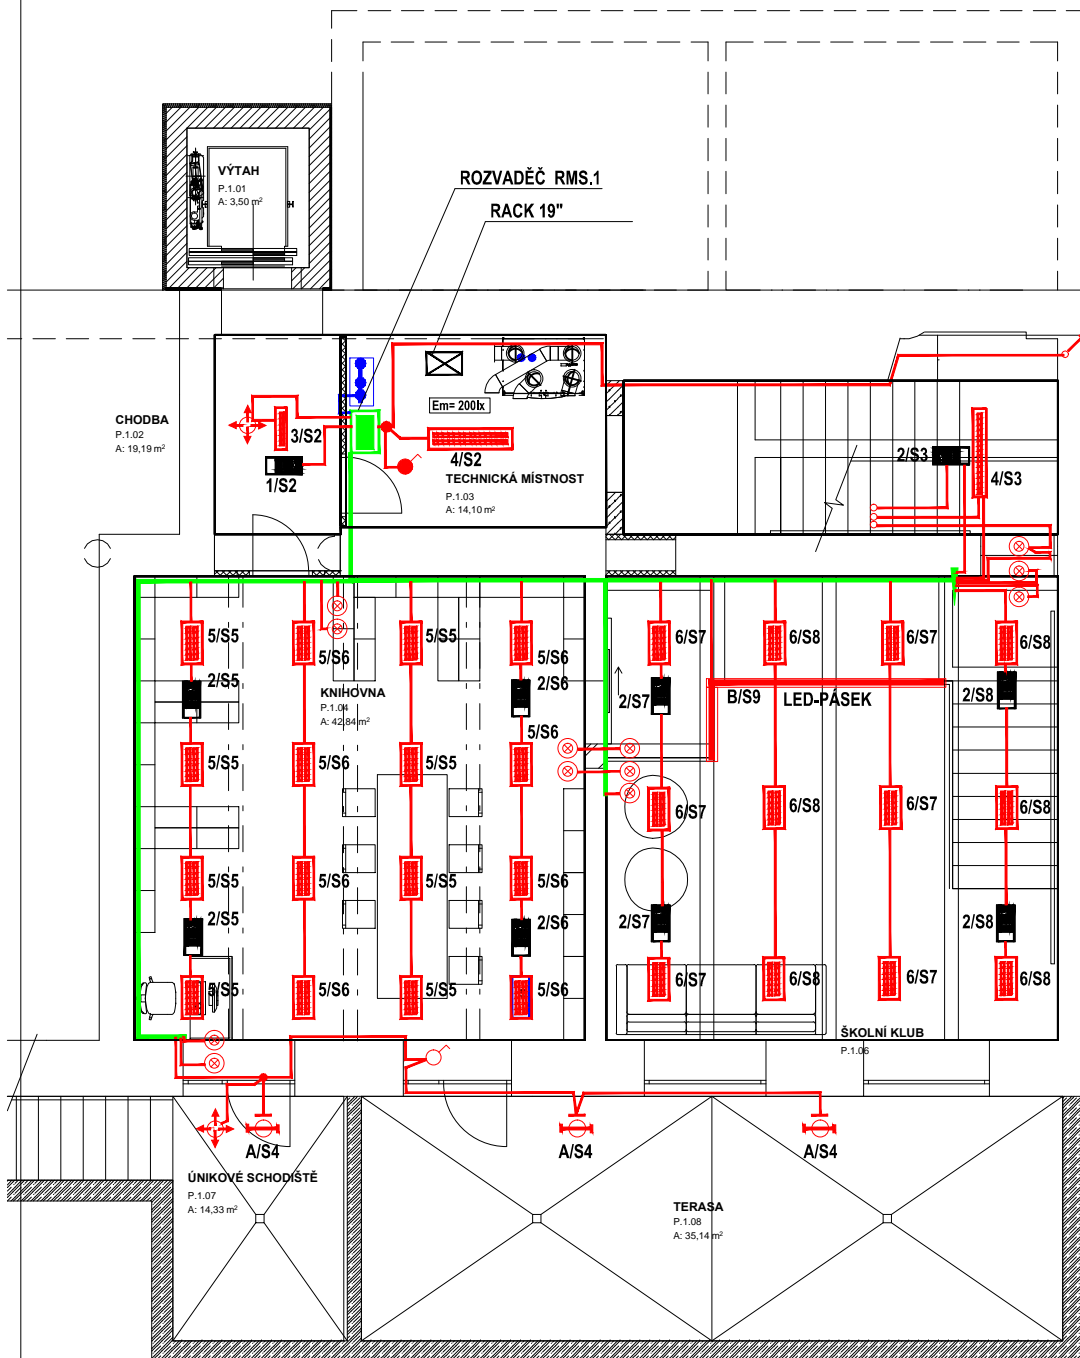 VÝTAH
P.1.01
A: 3,50 m²
ROZVADĚČ RMS.1
RACK 19"
Em= 200lx
CHODBA
P.1.02
A: 19,19 m²
3/S2
1/S2
4/S2
TECHNICKÁ MÍSTNOST
P.1.03
A: 14,10 m²
2/S3
4/S3
5/S5
5/S6
5/S5
5/S6
6/S7
6/S8
6/S7
6/S8
2/S5
KNIHOVNA
P.1.04
A: 42,84 m²
2/S6
2/S7
B/S9
LED-PÁSEK
2/S8
5/S6
5/S5
5/S6
5/S5
6/S7
6/S8
6/S7
6/S8
5/S5
5/S6
5/S5
5/S6
2/S5
2/S6
2/S7
2/S8
5/S5
5/S6
5/S5
5/S6
6/S7
6/S8
6/S7
6/S8
ŠKOLNÍ KLUB
P.1.06
A/S4
A/S4
A/S4
ÚNIKOVÉ SCHODIŠTĚ
P.1.07
A: 14,33 m²
TERASA
P.1.08
A: 35,14 m²